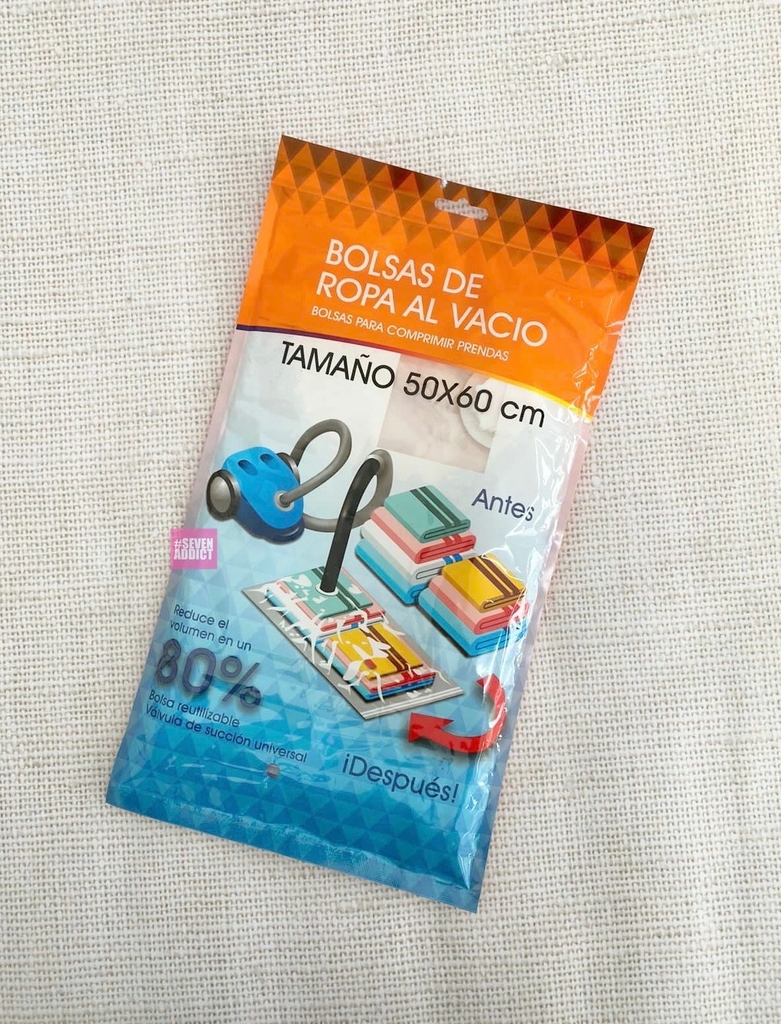 BOLSAS DE
ROPA AL VACIO
BOLSAS PARA COMPRIMIR PRENDAS
TAMAÑO 50X60 cm
Antes
#SEVEN
ADDICT
Reduce el
volumen en un
80%
Bolsa reutilizable
Válvula de succión universal
¡Después!